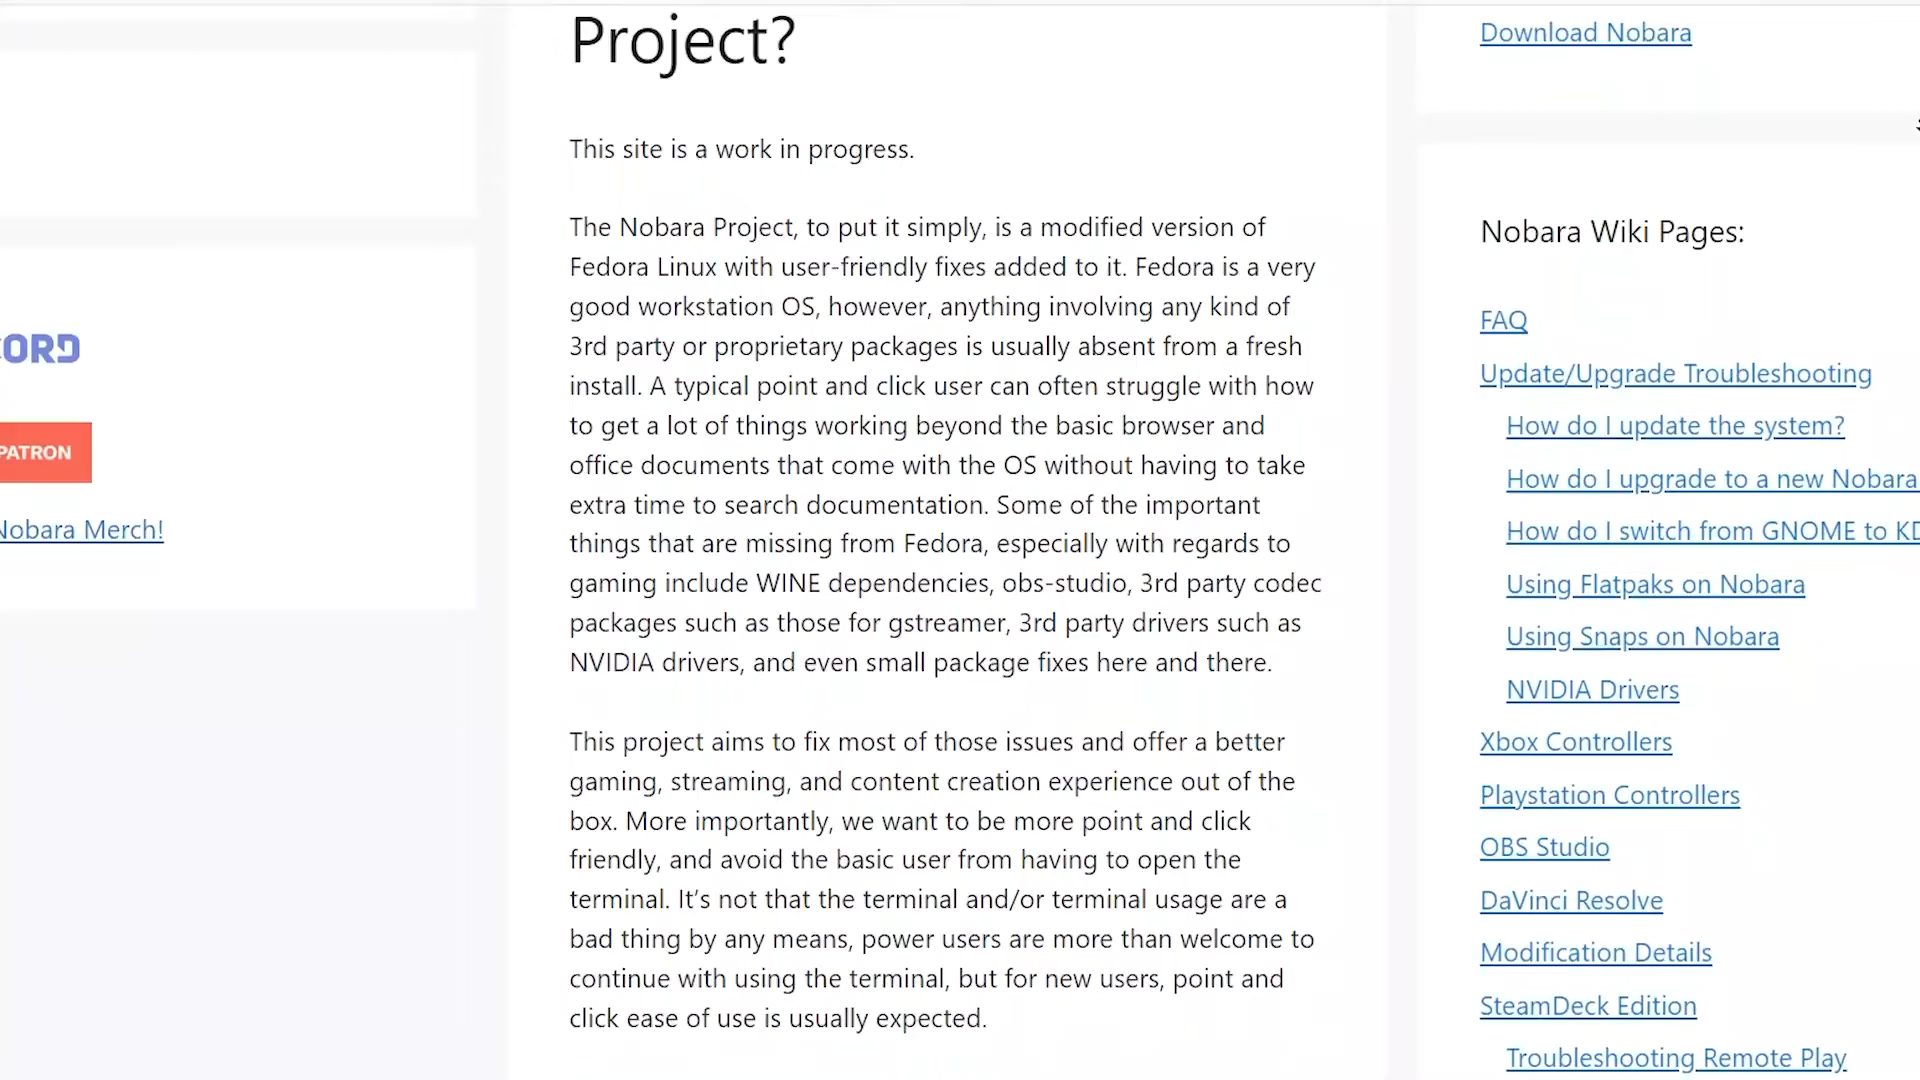 Project?
This site is a work in progress.
The Nobara Project, to put it simply, is a modified version of
Fedora Linux with user-friendly fixes added to it. Fedora is a very
good workstation OS, however, anything involving any kind of
3rd party or proprietary packages is usually absent from a fresh
install. A typical point and click user can often struggle with how
to get a lot of things working beyond the basic browser and
office documents that come with the OS without having to take
extra time to search documentation. Some of the important
things that are missing from Fedora, especially with regards to
gaming include WINE dependencies, obs-studio, 3rd party codec
packages such as those for gstreamer, 3rd party drivers such as
NVIDIA drivers, and even small package fixes here and there.
This project aims to fix most of those issues and offer a better
gaming, streaming, and content creation experience out of the
box. More importantly, we want to be more point and click
friendly, and avoid the basic user from having to open the
terminal. It’s not that the terminal and/or terminal usage are a
bad thing by any means, power users are more than welcome to
continue with using the terminal, but for new users, point and
click ease of use is usually expected.
CORD
PATRON
Nobara Merch!
Download Nobara
Nobara Wiki Pages:
FAQ
Update/Upgrade Troubleshooting
How do I update the system?
How do I upgrade to a new Nobara
How do I switch from GNOME to KD
Using Flatpaks on Nobara
Using Snaps on Nobara
NVIDIA Drivers
Xbox Controllers
Playstation Controllers
OBS Studio
DaVinci Resolve
Modification Details
SteamDeck Edition
Troubleshooting Remote Play